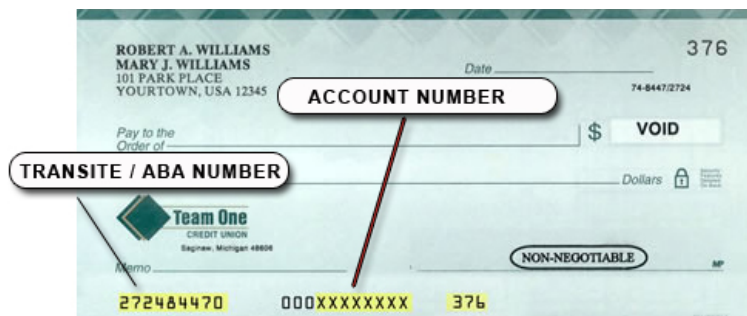 ROBERT A. WILLIAMS
MARY J. WILLIAMS
101 PARK PLACE
YOURTOWN, USA 12345
376
Date
74-8447/2724
ACCOUNT NUMBER
Pay to the
Order of
$ VOID
TRANSITE / ABA NUMBER
Dollars
Team One
CREDIT UNION
Saginaw, Michigan 48606
NON-NEGOTIABLE
Memo
MP
272484470 000XXXXXXXX 376